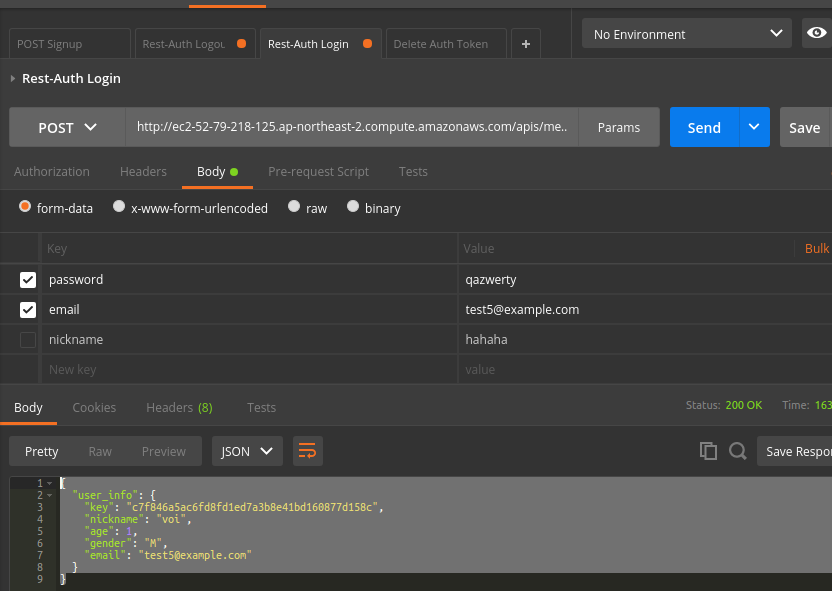 POST Signup Rest-Auth Logou Rest-Auth Login Delete Auth Token + No Environment
Rest-Auth Login
POST http://ec2-52-79-218-125.ap-northeast-2.compute.amazonaws.com/apis/me.. Params Send Save
Authorization Headers Body Pre-request Script Tests
form-data x-www-form-urlencoded raw binary
Key Value Bulk
password qazwerty
email test5@example.com
nickname hahaha
New key value
Body Cookies Headers (8) Tests Status: 200 OK Time: 163
Pretty Raw Preview JSON Save Respon
1 {
2 "user_info": {
3 "key": "c7f846a5ac6fd8fd1ed7a3b8e41bd160877d158c",
4 "nickname": "voi",
5 "age": 1,
6 "gender": "M",
7 "email": "test5@example.com"
8 }
9 }